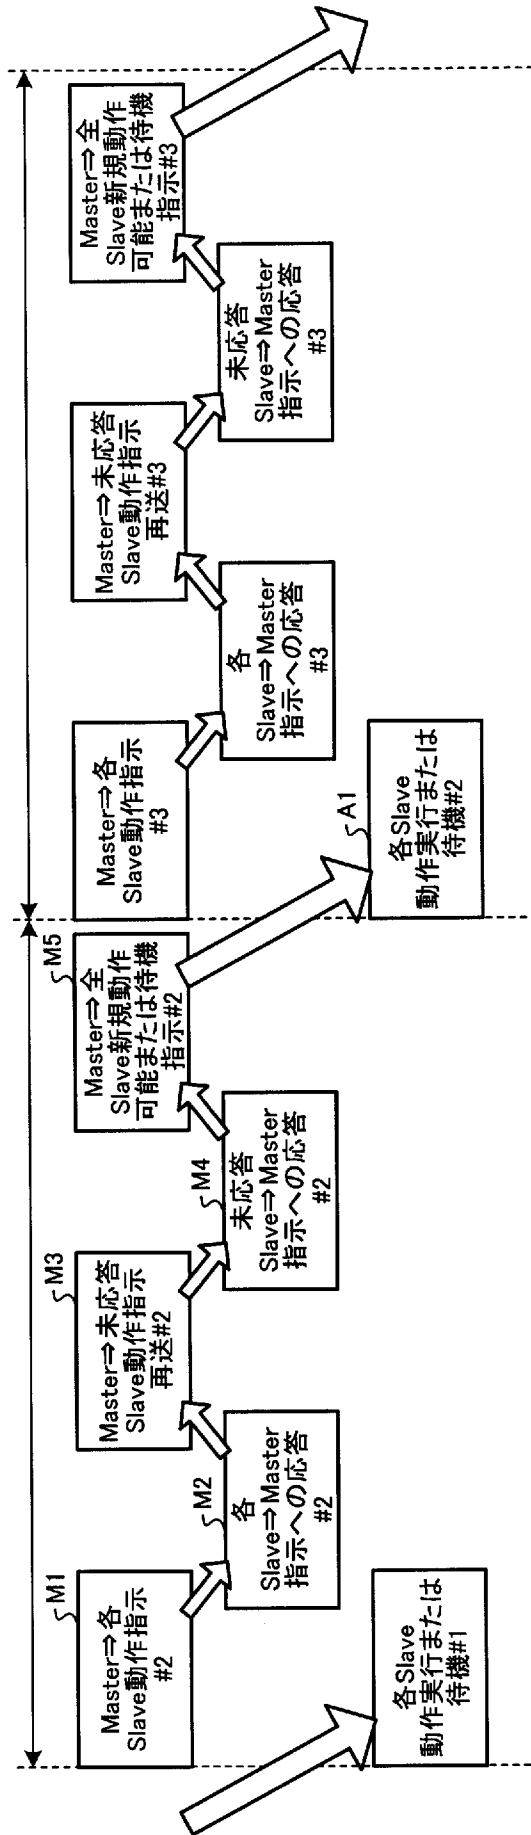 M1
Master⇒各
Slave動作指示
#2
M2
各
Slave⇒Master
指示への応答
#2
M3
Master⇒未応答
Slave動作指示
再送#2
M4
未応答
Slave⇒Master
指示への応答
#2
M5
Master⇒全
Slave新規動作
可能または待機
指示#2
各Slave
動作実行または
待機#1
Master⇒各
Slave動作指示
#3
各
Slave⇒Master
指示への応答
#3
Master⇒未応答
Slave動作指示
再送#3
未応答
Slave⇒Master
指示への応答
#3
Master⇒全
Slave新規動作
可能または待機
指示#3
A1
各Slave
動作実行または
待機#2